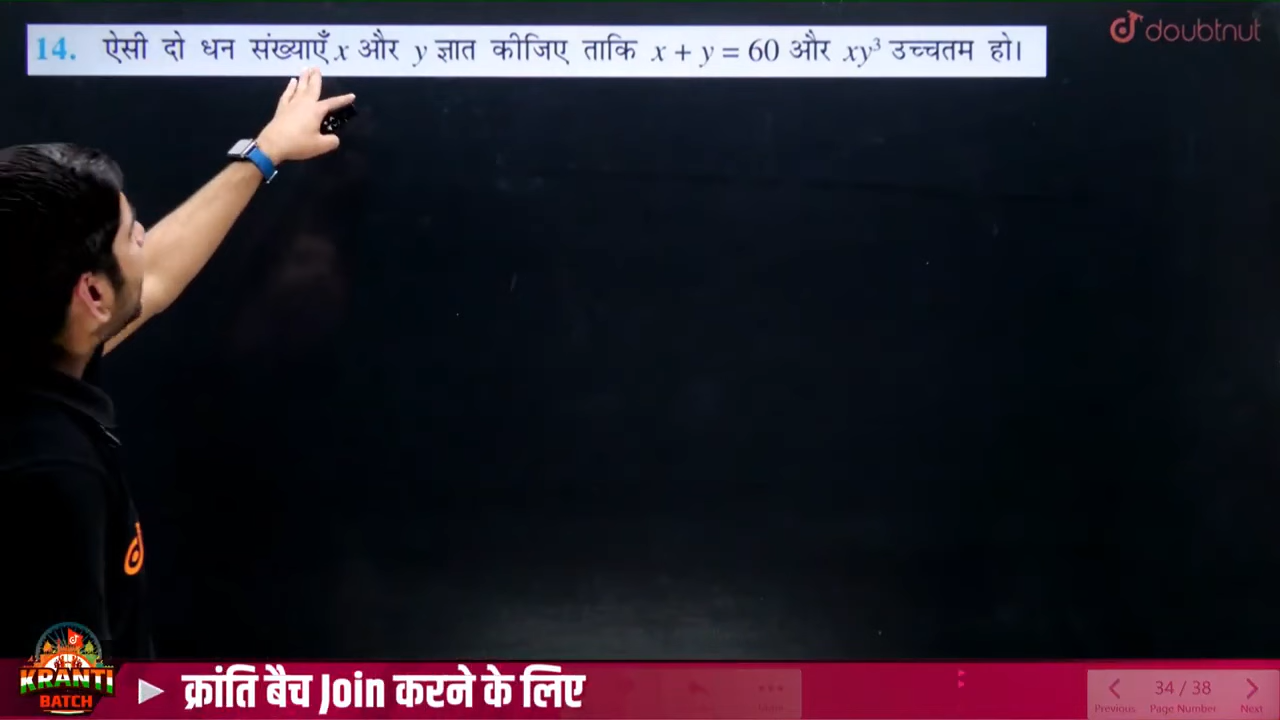 14. ऐसी दो धन संख्याएँ x और y ज्ञात कीजिए ताकि x + y = 60 और xy³ उच्चतम हो।
doubtnut
KRANTI
BATCH
क्रांति बैच Join करने के लिए
34 / 38
Previous Page Number Next